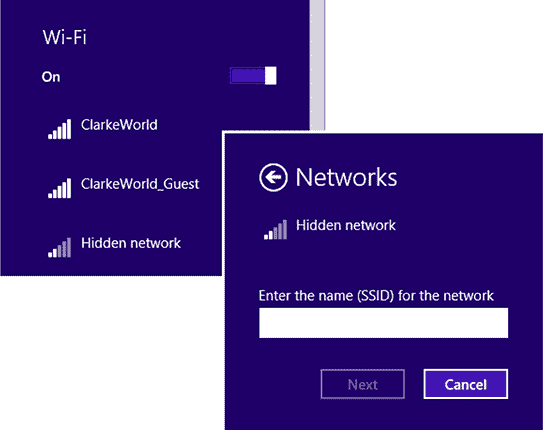 Wi-Fi
On
ClarkeWorld
ClarkeWorld_Guest
Hidden network
Networks
Hidden network
Enter the name (SSID) for the network
Next
Cancel